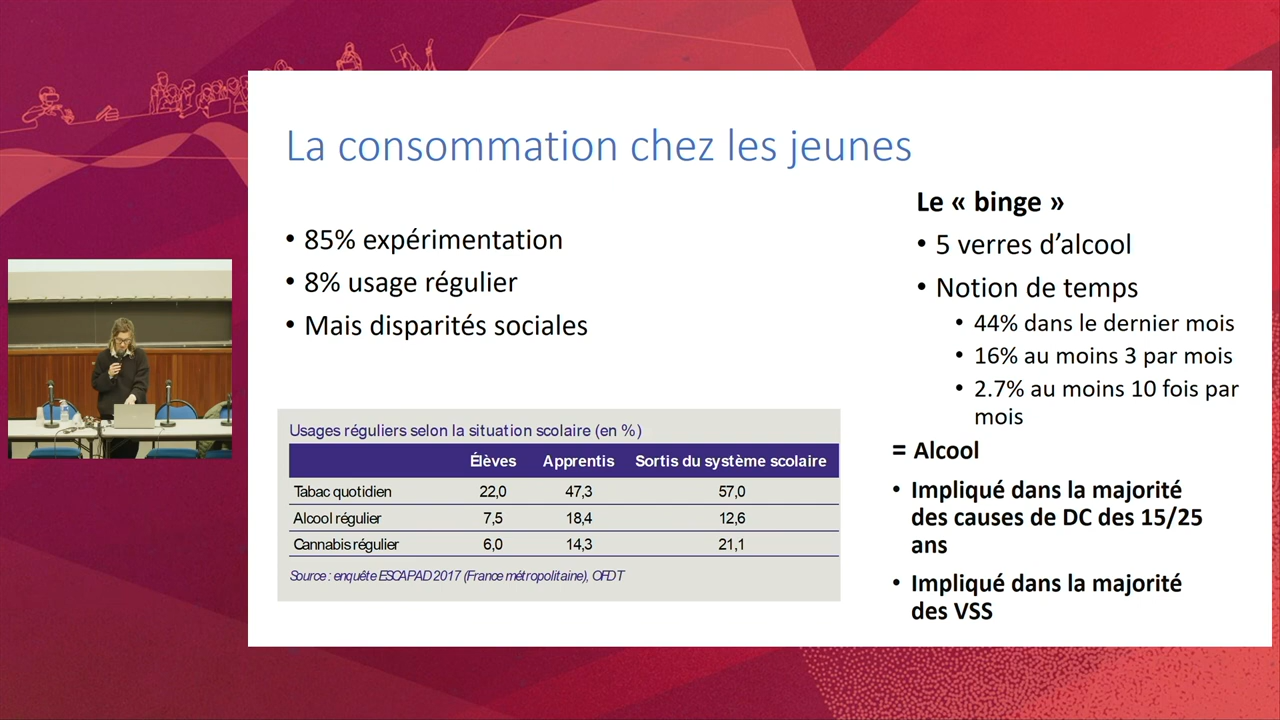 La consommation chez les jeunes
• 85% expérimentation
• 8% usage régulier
• Mais disparités sociales
Usages réguliers selon la situation scolaire (en %)
Élèves Apprentis Sortis du système scolaire
Tabac quotidien 22,0 47,3 57,0
Alcool régulier 7,5 18,4 12,6
Cannabis régulier 6,0 14,3 21,1
Source : enquête ESCAPAD 2017 (France métropolitaine), OFDT
Le « binge »
• 5 verres d’alcool
• Notion de temps
• 44% dans le dernier mois
• 16% au moins 3 par mois
• 2.7% au moins 10 fois par
mois
= Alcool
• Impliqué dans la majorité
des causes de DC des 15/25
ans
• Impliqué dans la majorité
des VSS